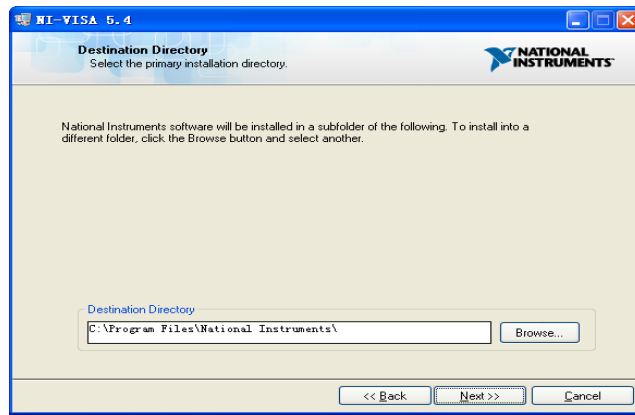 NI-VISA 5.4
Destination Directory
Select the primary installation directory.
NATIONAL
INSTRUMENTS
National Instruments software will be installed in a subfolder of the following. To install into a
different folder, click the Browse button and select another.
Destination Directory
C:\Program Files\National Instruments\
Browse...
<< Back
Next >>
Cancel